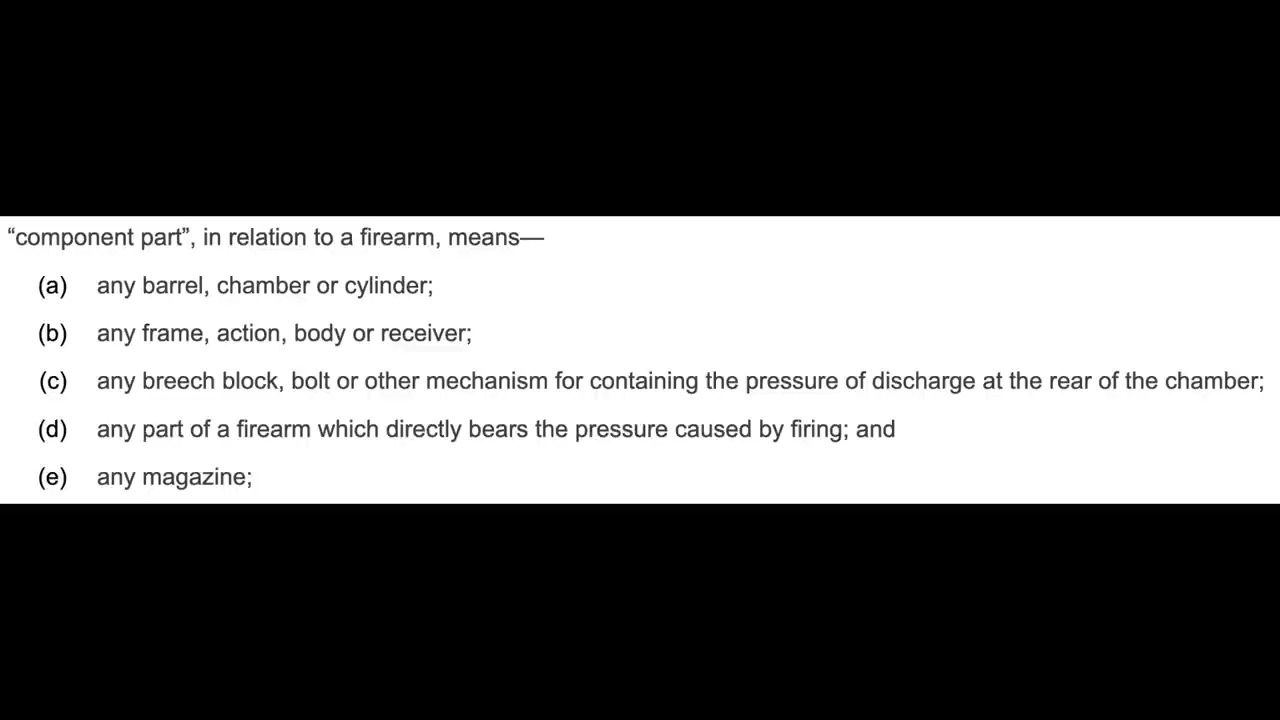 “component part”, in relation to a firearm, means—
(a) any barrel, chamber or cylinder;
(b) any frame, action, body or receiver;
(c) any breech block, bolt or other mechanism for containing the pressure of discharge at the rear of the chamber;
(d) any part of a firearm which directly bears the pressure caused by firing; and
(e) any magazine;